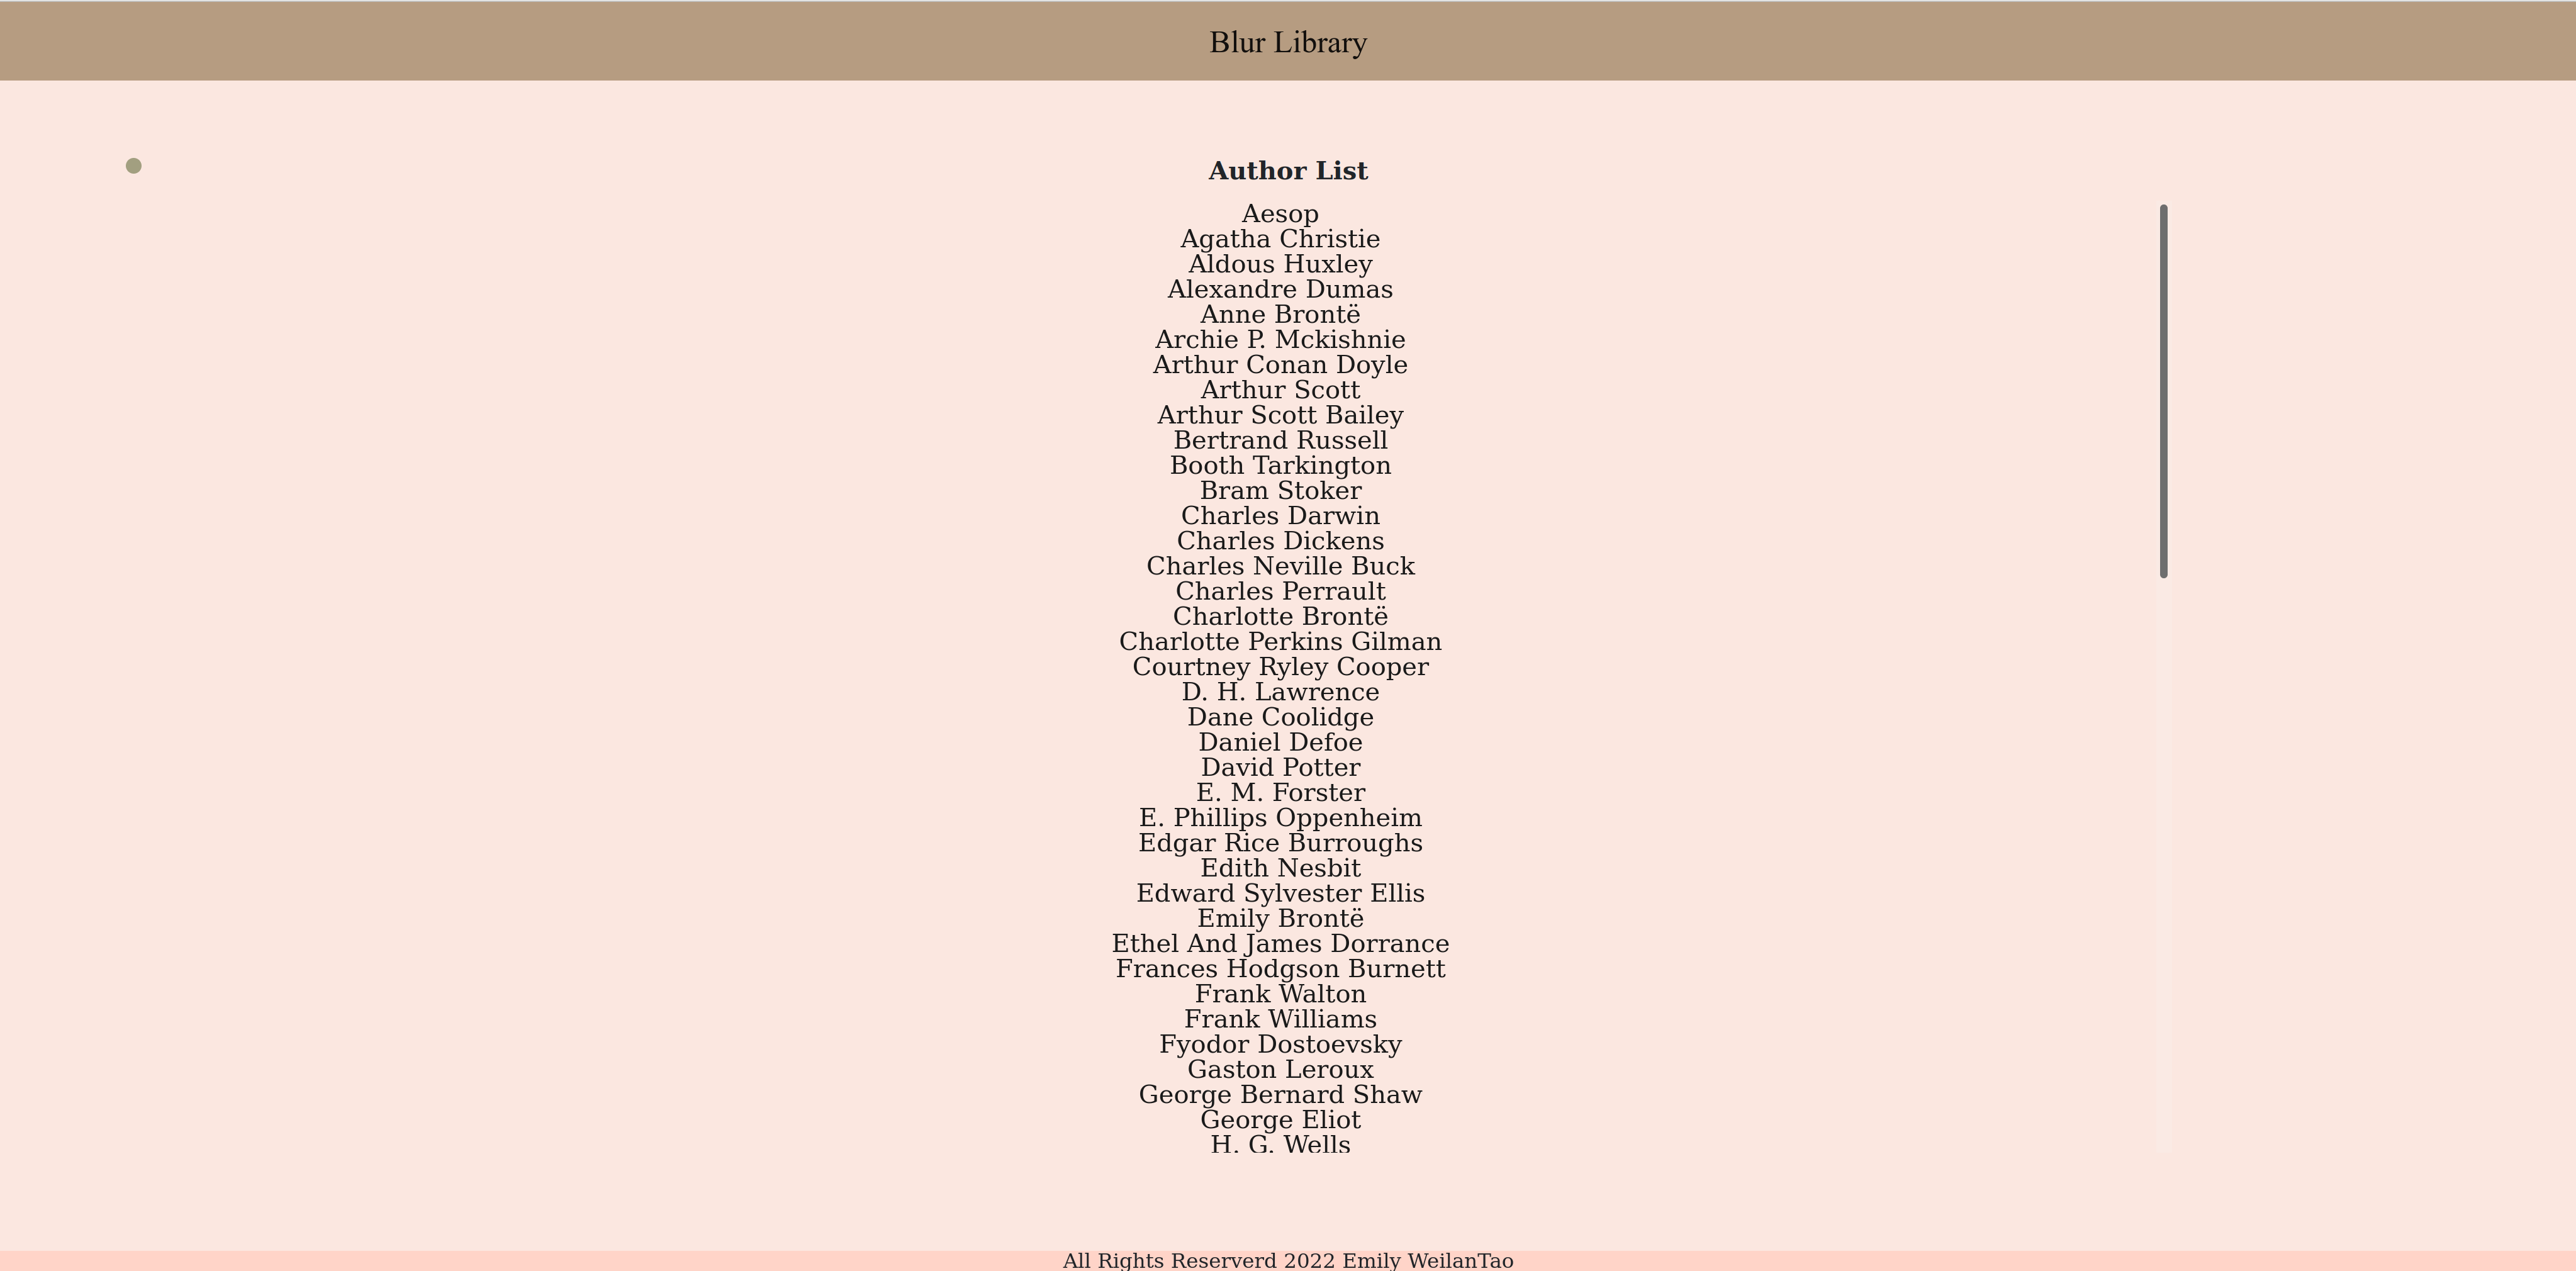 Blur Library
Author List
Aesop
Agatha Christie
Aldous Huxley
Alexandre Dumas
Anne Brontë
Archie P. Mckishnie
Arthur Conan Doyle
Arthur Scott
Arthur Scott Bailey
Bertrand Russell
Booth Tarkington
Bram Stoker
Charles Darwin
Charles Dickens
Charles Neville Buck
Charles Perrault
Charlotte Brontë
Charlotte Perkins Gilman
Courtney Ryley Cooper
D. H. Lawrence
Dane Coolidge
Daniel Defoe
David Potter
E. M. Forster
E. Phillips Oppenheim
Edgar Rice Burroughs
Edith Nesbit
Edward Sylvester Ellis
Emily Brontë
Ethel And James Dorrance
Frances Hodgson Burnett
Frank Walton
Frank Williams
Fyodor Dostoevsky
Gaston Leroux
George Bernard Shaw
George Eliot
H. G. Wells
All Rights Reserverd 2022 Emily WeilanTao